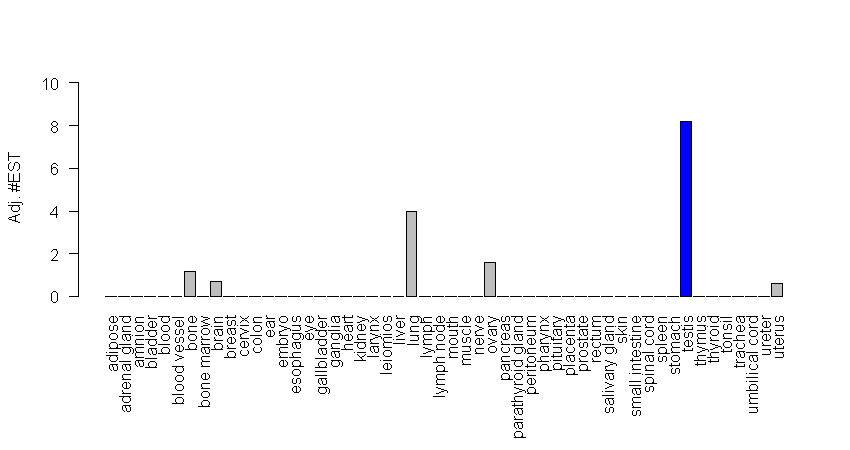 10
8
6
4
2
0
Adj. #EST
adipose
adrenal gland
amnion
bladder
blood
blood vessel
bone
bone marrow
brain
breast
cervix
colon
ear
embryo
esophagus
eye
gallbladder
ganglia
heart
kidney
larynx
leiomios
liver
lung
lymph
lymph node
mouth
muscle
nerve
ovary
pancreas
parathyroid gland
peritoneum
pharynx
pituitary
placenta
prostate
rectum
salivary gland
skin
small intestine
spinal cord
spleen
stomach
testis
thymus
thyroid
tonsil
trachea
umbilical cord
ureter
uterus